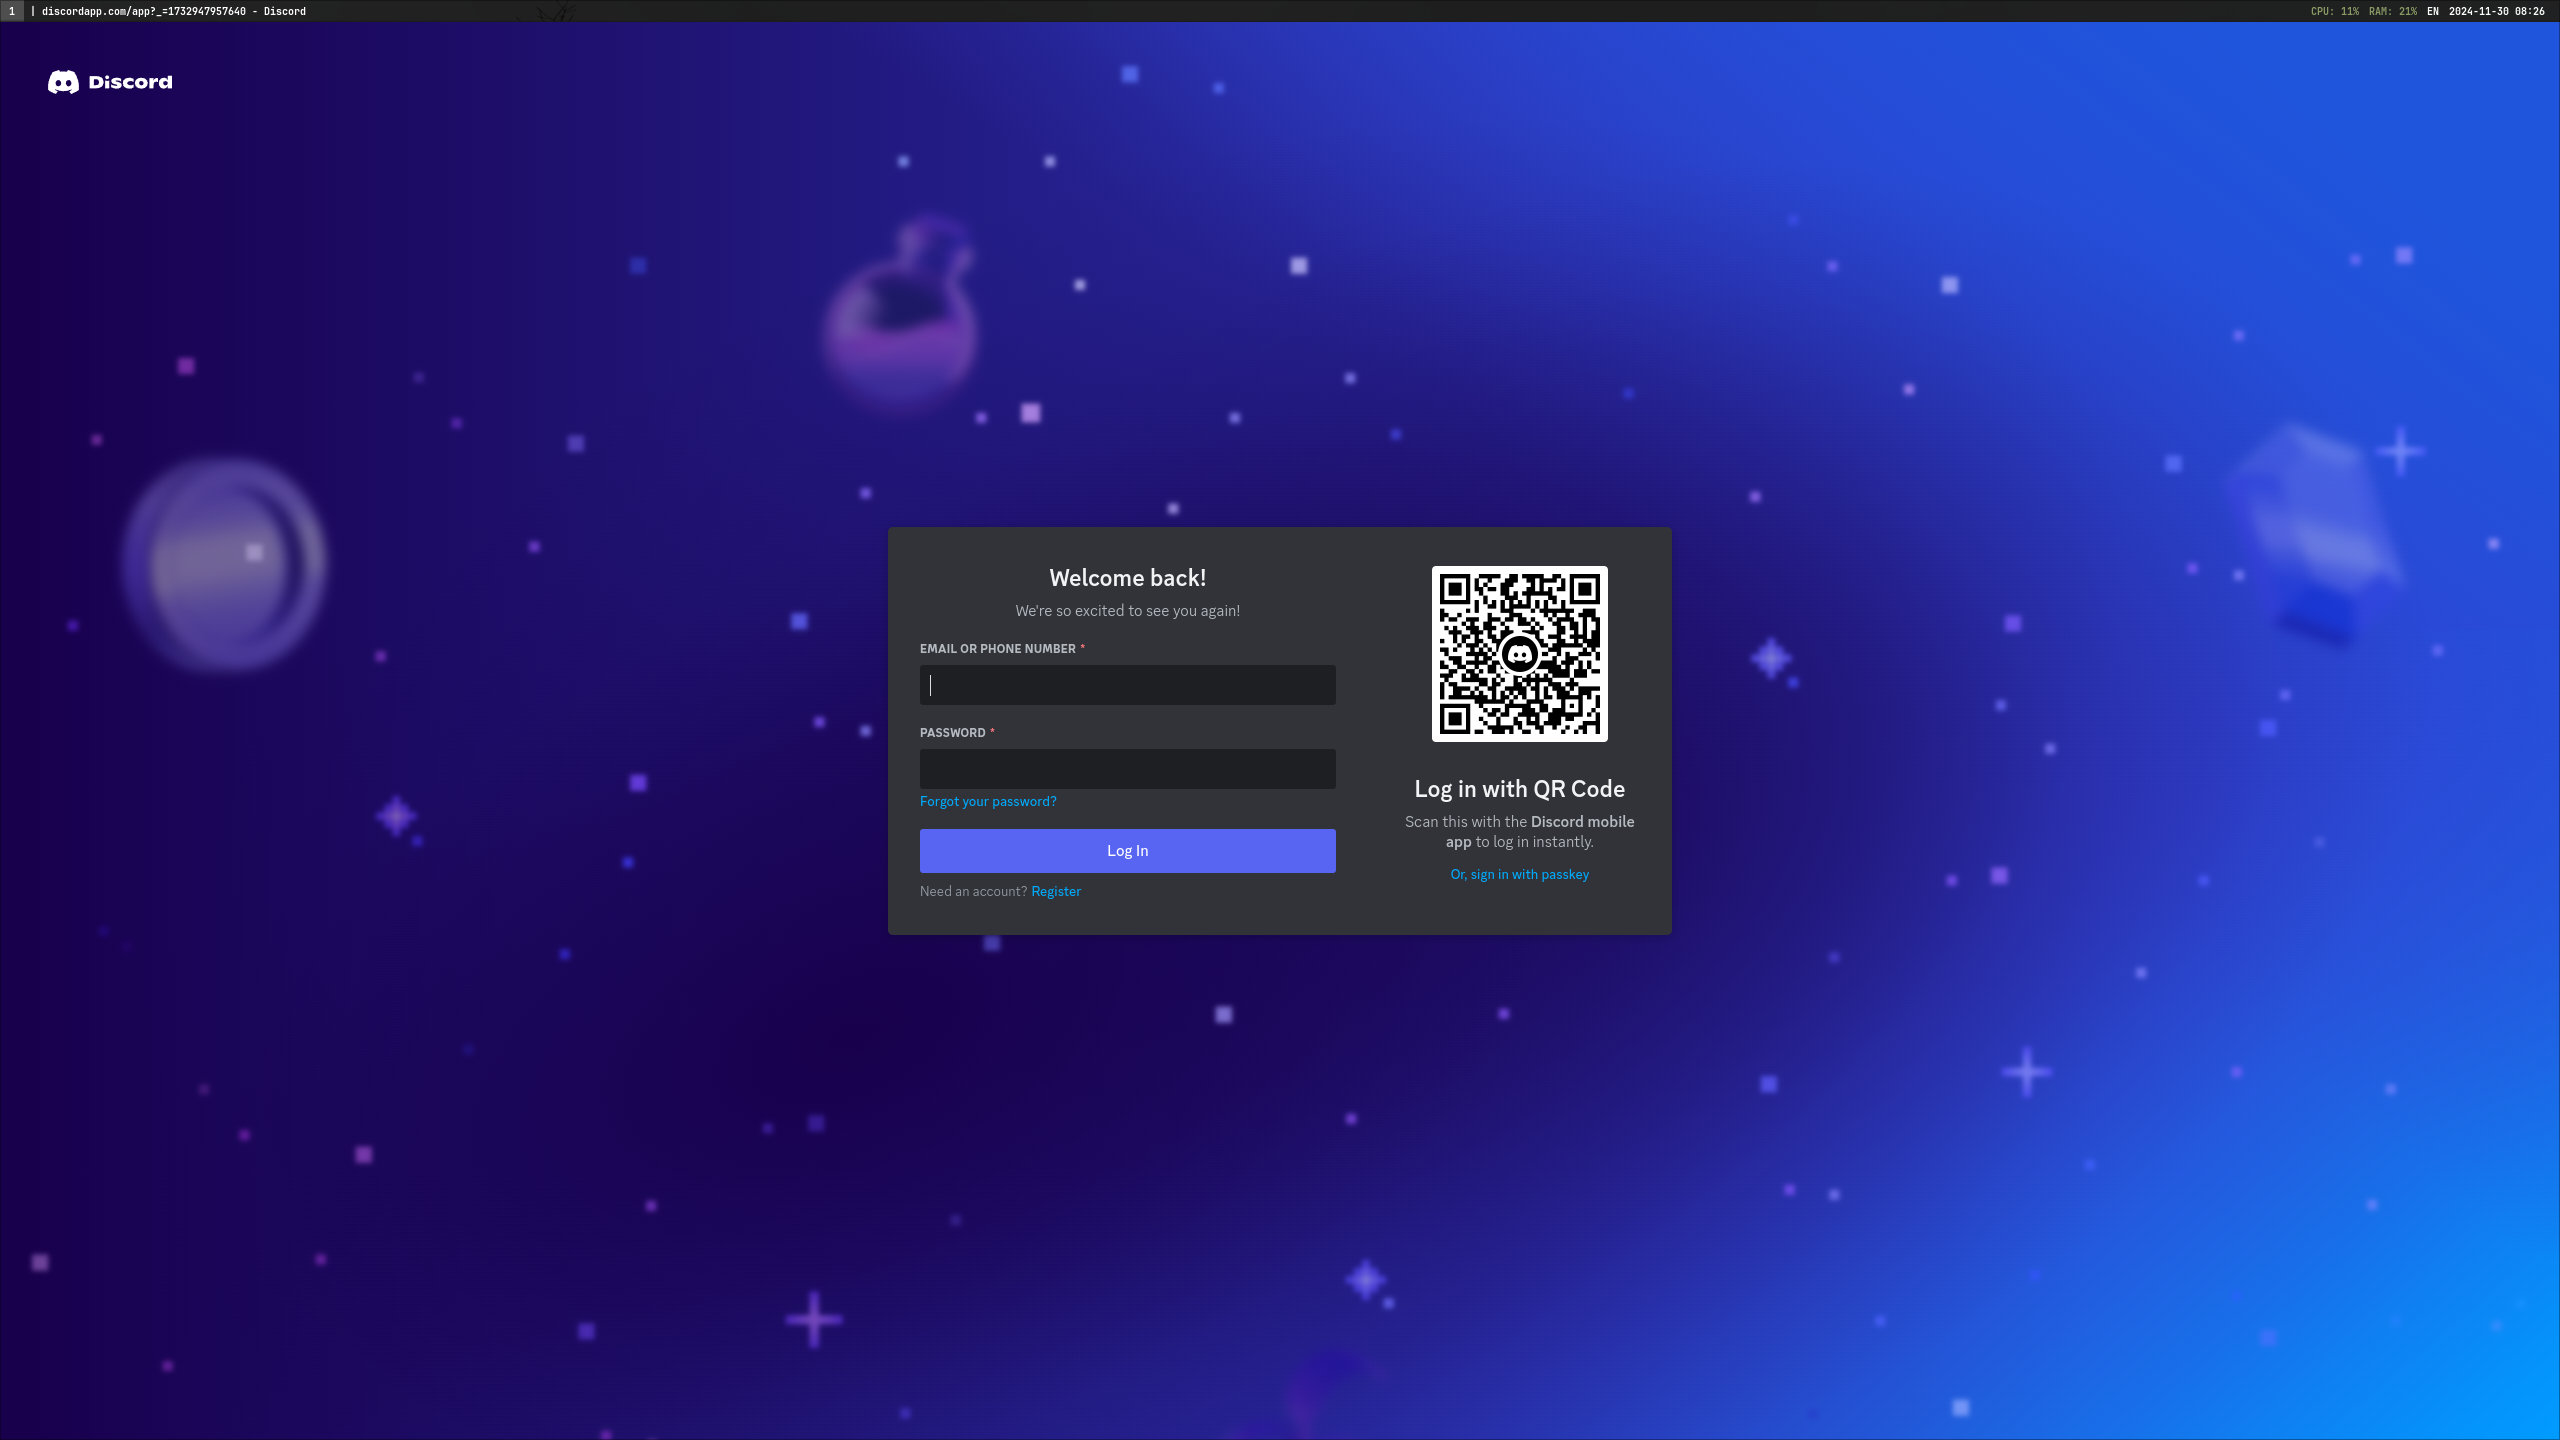 1 | discordapp.com/app?_=1732947957640 - Discord
CPU: 11% RAM: 21% EN 2024-11-30 08:26
Discord
Welcome back!
We're so excited to see you again!
EMAIL OR PHONE NUMBER *
PASSWORD *
Forgot your password?
Log In
Need an account? Register
Log in with QR Code
Scan this with the Discord mobile
app to log in instantly.
Or, sign in with passkey